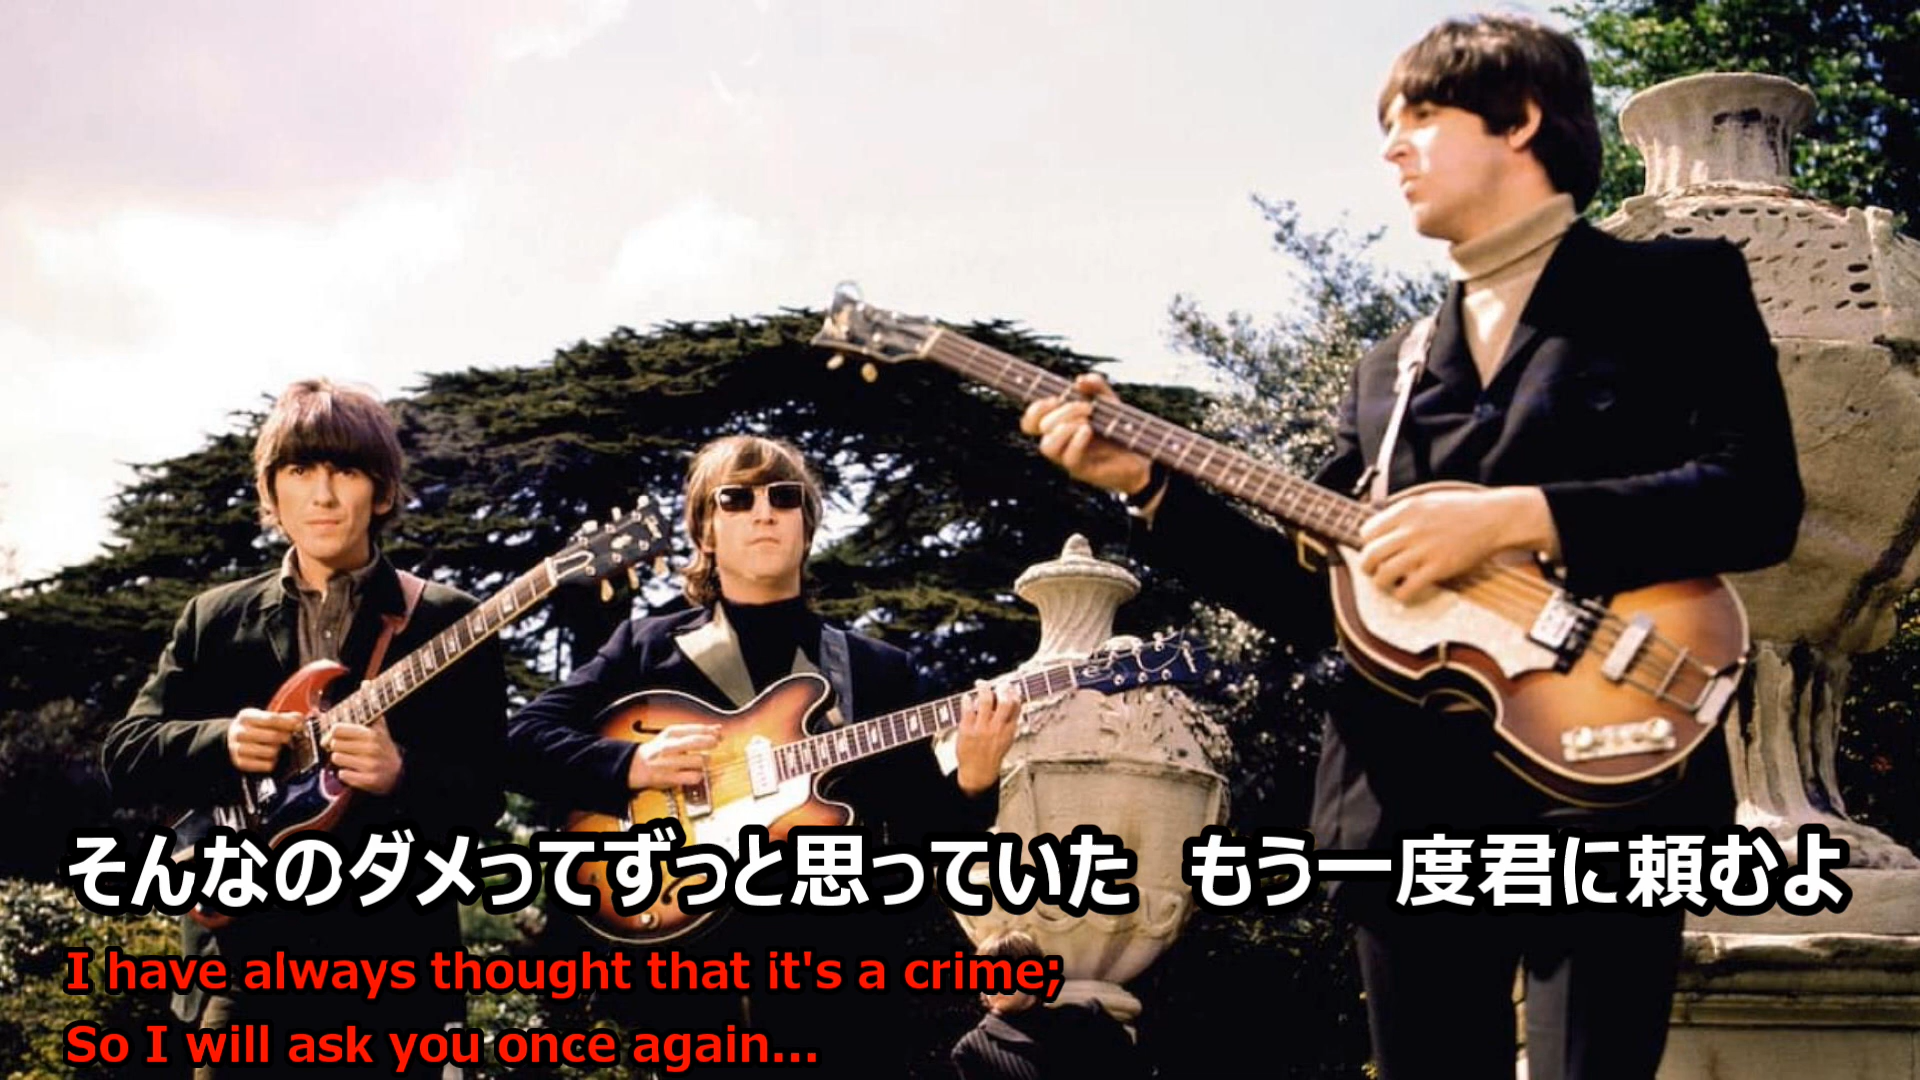 そんなのダメってずっと思っていた　もう一度君に頼むよ
I have always thought that it's a crime;
So I will ask you once again...